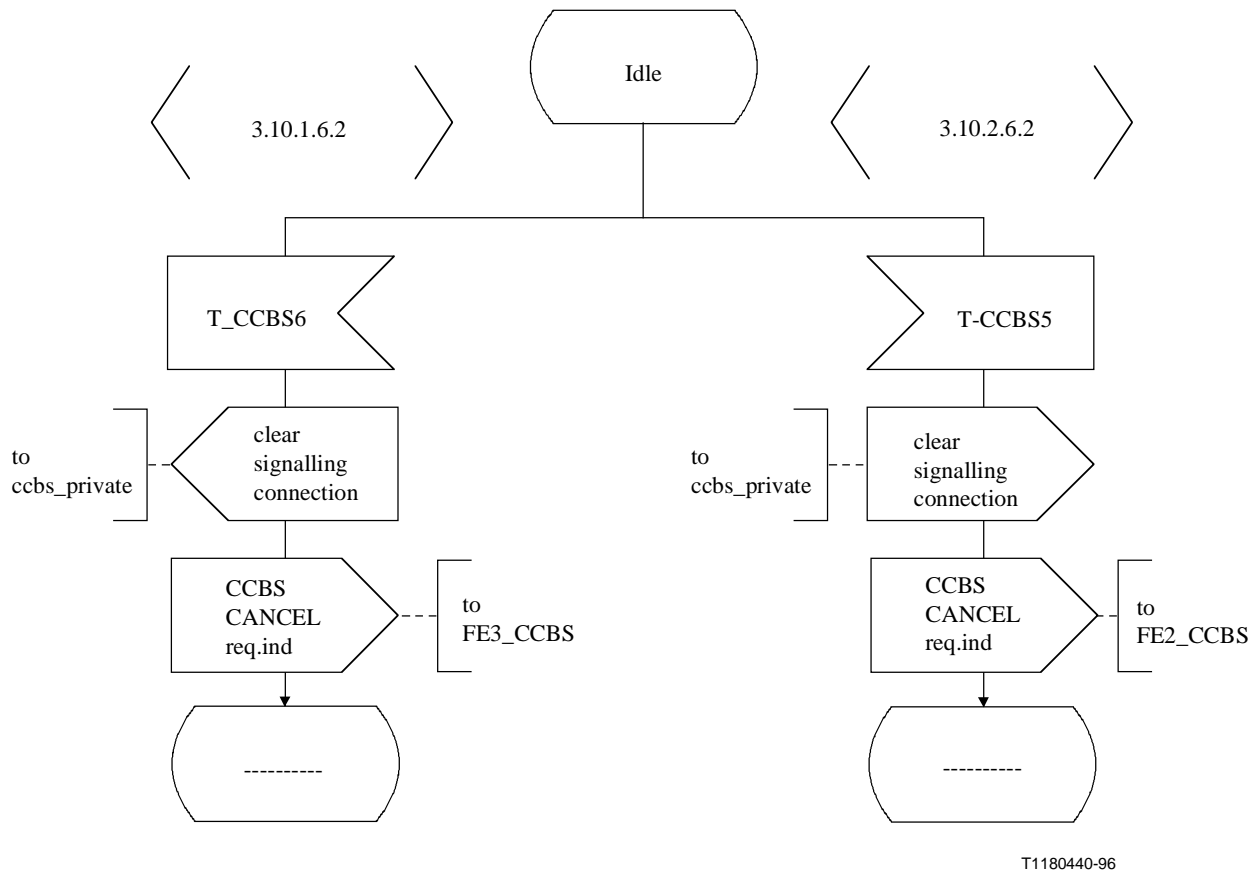 Idle
3.10.1.6.2
3.10.2.6.2
T_CCBS6
T-CCBS5
to
ccbs_private
clear
signalling
connection
to
ccbs_private
clear
signalling
connection
CCBS
CANCEL
req.ind
to
FE3_CCBS
CCBS
CANCEL
req.ind
to
FE2_CCBS
----------
----------
T1180440-96